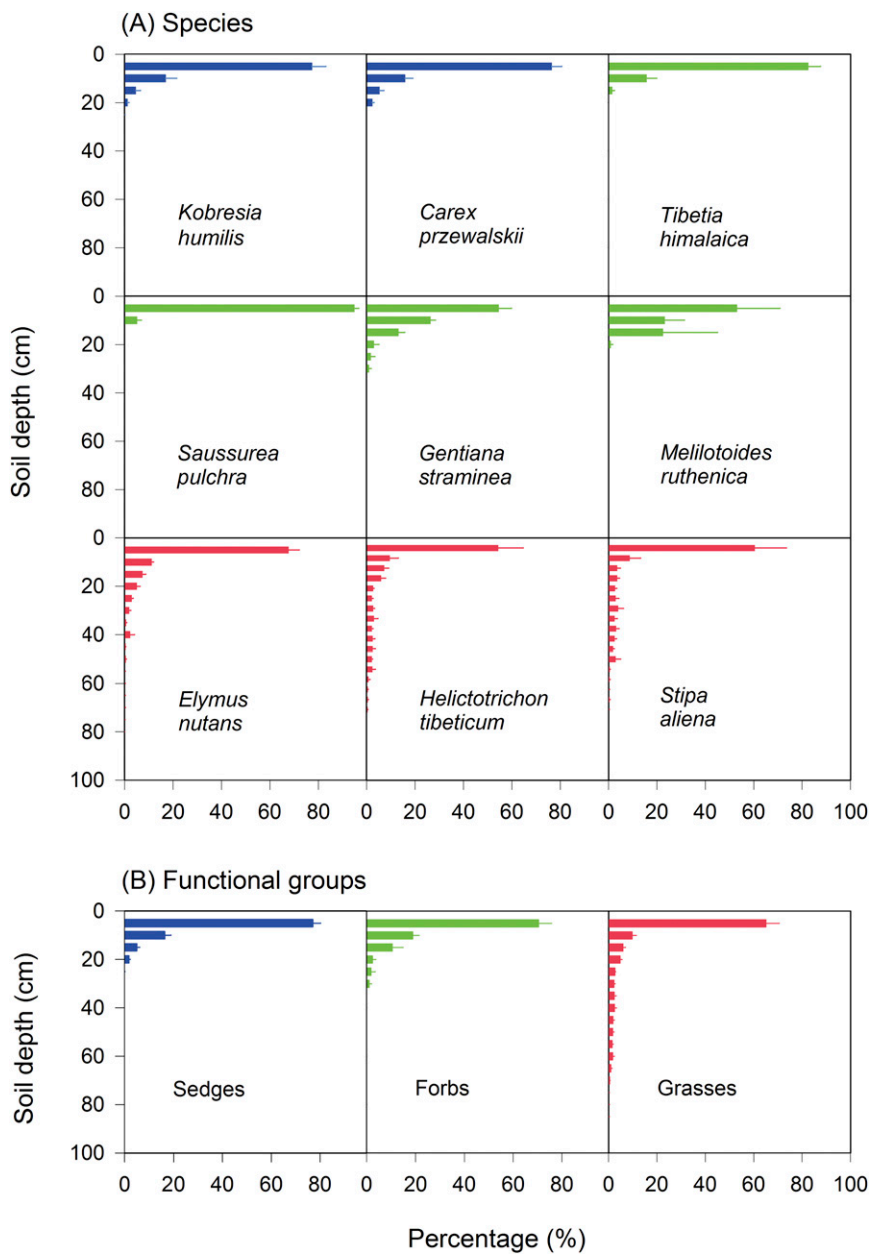 (A) Species
0
20
40
60
80
Kobresia
humilis
Carex
przewalskii
Tibetia
himalaica
0
20
40
60
80
Saussurea
pulchra
Gentiana
straminea
Melilotoides
ruthenica
0
20
40
60
80
100
Elymus
nutans
Helictotrichon
tibeticum
Stipa
aliena
0 20 40 60 80 0 20 40 60 80 0 20 40 60 80 100
Soil depth (cm)
(B) Functional groups
0
20
40
60
80
100
Sedges
Forbs
Grasses
0 20 40 60 80 0 20 40 60 80 0 20 40 60 80 100
Soil depth (cm)
Percentage (%)